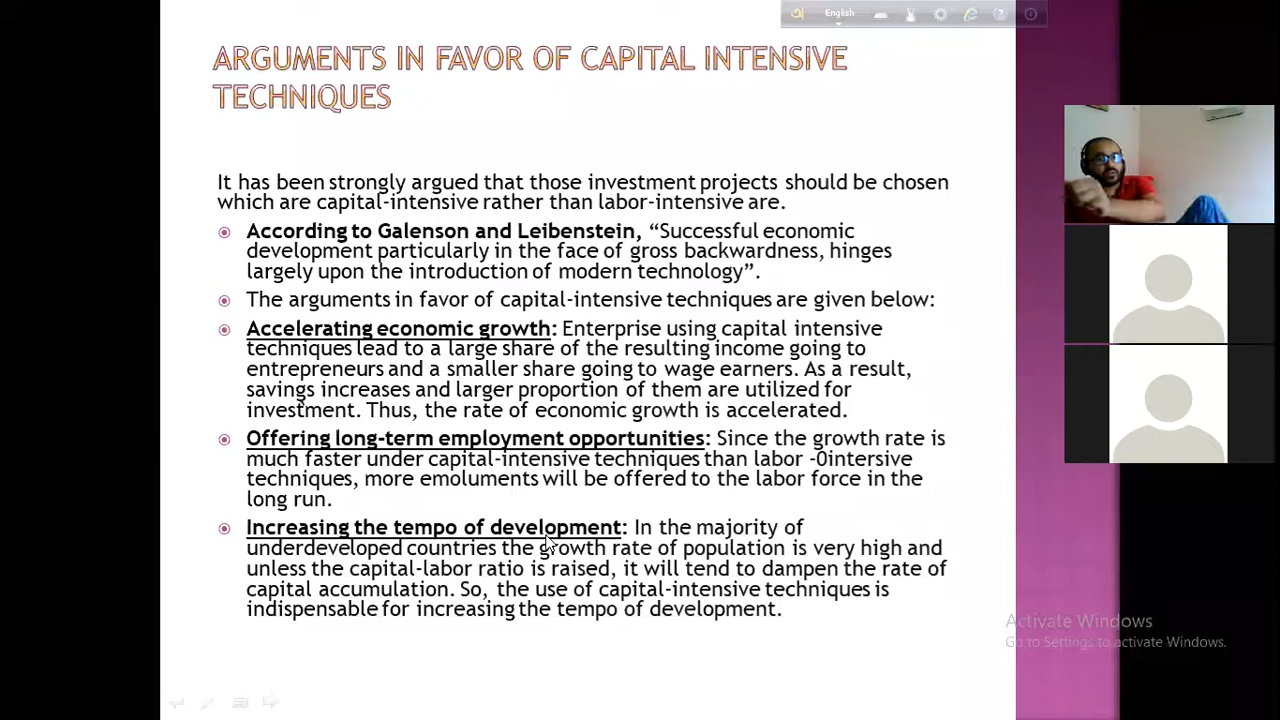 English
ARGUMENTS IN FAVOR OF CAPITAL INTENSIVE
TECHNIQUES
It has been strongly argued that those investment projects should be chosen
which are capital-intensive rather than labor-intensive are.
According to Galenson and Leibenstein, “Successful economic
development particularly in the face of gross backwardness, hinges
largely upon the introduction of modern technology”.
The arguments in favor of capital-intensive techniques are given below:
Accelerating economic growth: Enterprise using capital intensive
techniques lead to a large share of the resulting income going to
entrepreneurs and a smaller share going to wage earners. As a result,
savings increases and larger proportion of them are utilized for
investment. Thus, the rate of economic growth is accelerated.
Offering long-term employment opportunities: Since the growth rate is
much faster under capital-intensive techniques than labor -0intersive
techniques, more emoluments will be offered to the labor force in the
long run.
Increasing the tempo of development: In the majority of
underdeveloped countries the growth rate of population is very high and
unless the capital-labor ratio is raised, it will tend to dampen the rate of
capital accumulation. So, the use of capital-intensive techniques is
indispensable for increasing the tempo of development.
Activate Windows
Go to Settings to activate Windows.